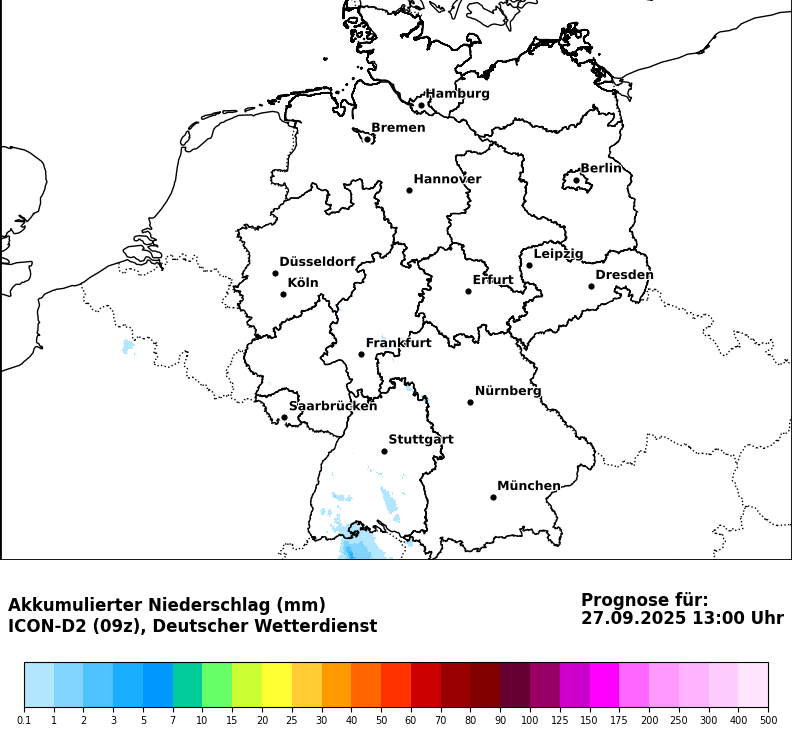 Hamburg
Bremen
Berlin
Hannover
Leipzig
Düsseldorf
Dresden
Köln
Erfurt
Frankfurt
Nürnberg
Saarbrücken
Stuttgart
München
Akkumulierter Niederschlag (mm)
ICON-D2 (09z), Deutscher Wetterdienst
Prognose für:
27.09.2025 13:00 Uhr
0.1 1 2 3 5 7 10 15 20 25 30 40 50 60 70 80 90 100 125 150 175 200 250 300 400 500